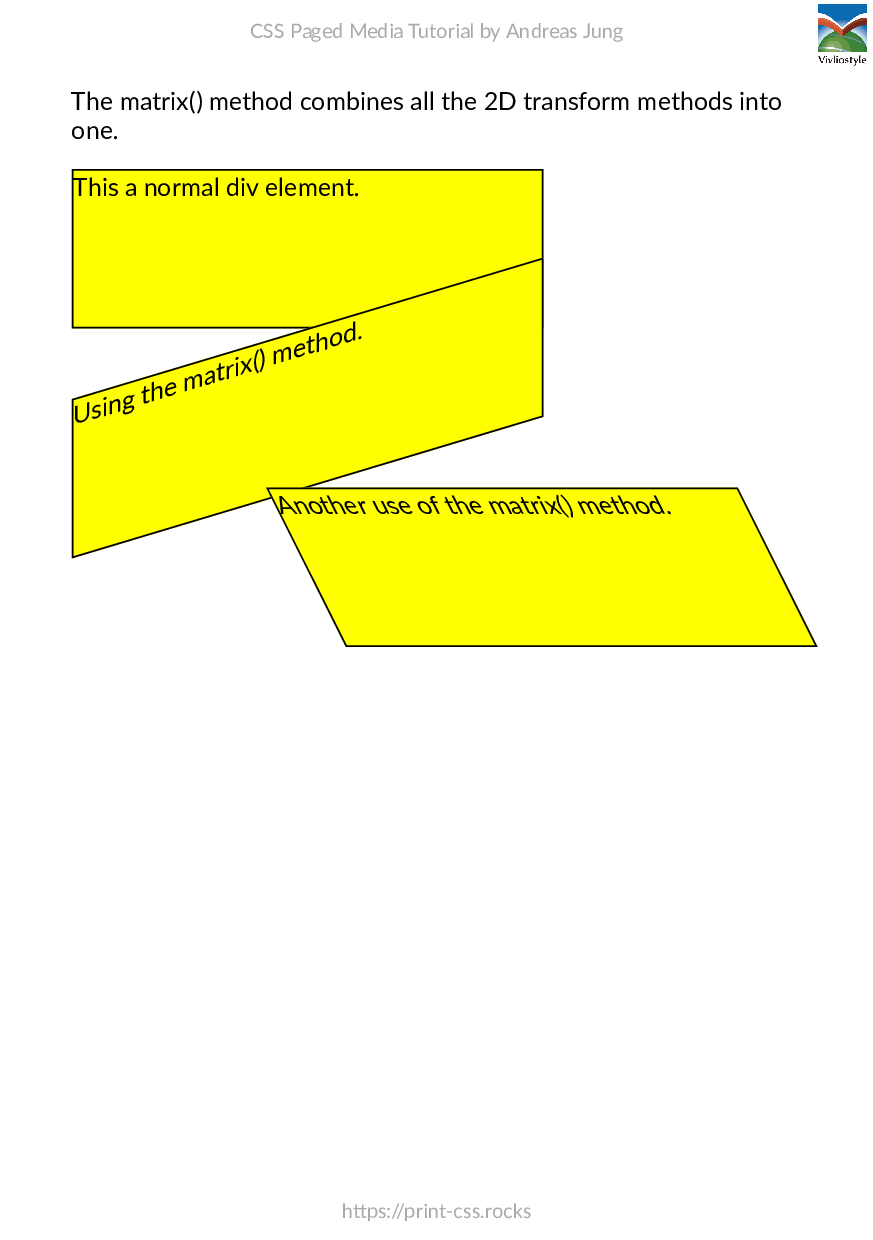 CSS Paged Media Tutorial by Andreas Jung
Vivliostyle
The matrix() method combines all the 2D transform methods into
one.
This a normal div element.
Using the matrix() method.
Another use of the matrix() method.
https://print-css.rocks